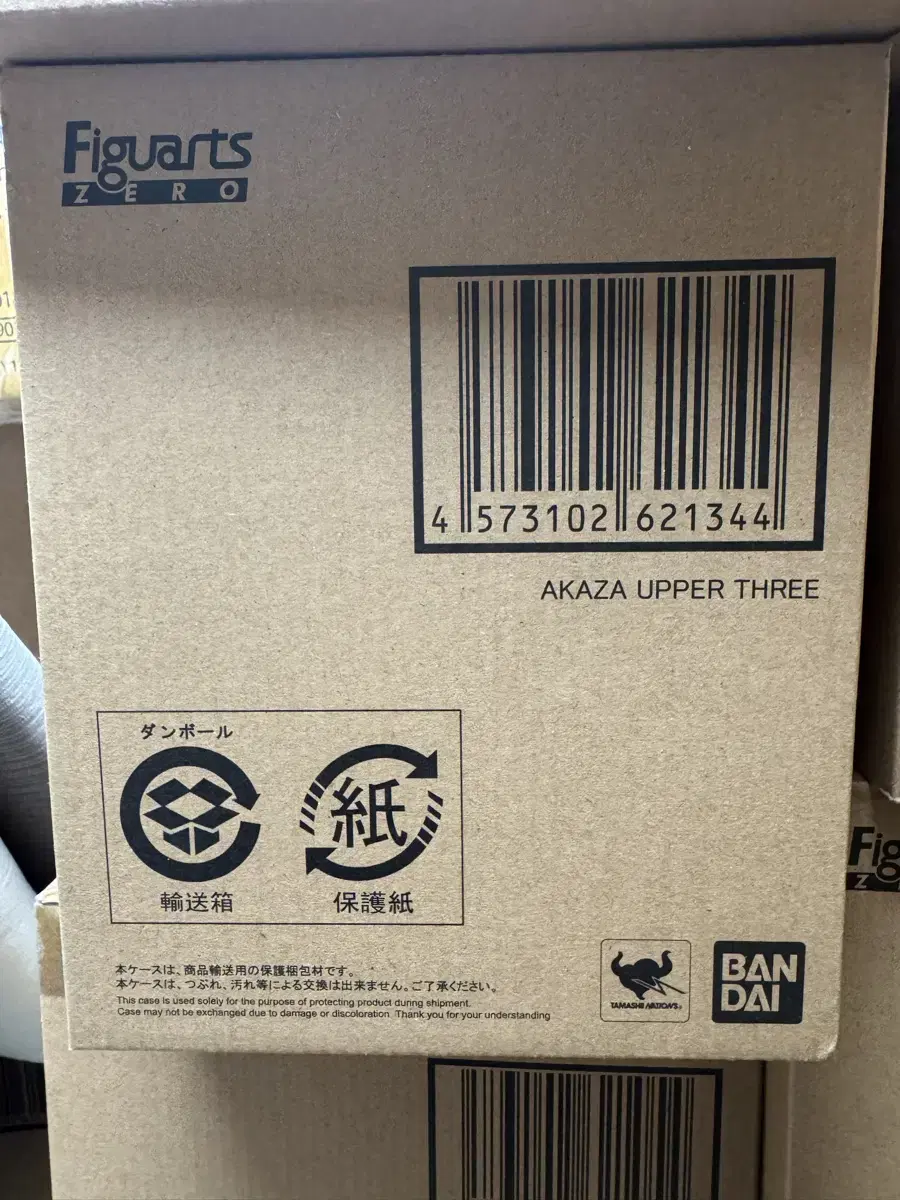 Figuarts
ZERO
4 573102 621344
AKAZA UPPER THREE
ダンボール
紙
輸送箱
保護紙
本ケースは、商品輸送用の保護梱包材です。
本ケースは、つぶれ、汚れ等による交換は出来ません。ご了承ください。
This case is used solely for the purpose of protecting product during shipment.
Case may not be exchanged due to damage or discoloration. Thank you for your understanding
TAMASHII NATIONS
BAN
DAI
Fig
Z